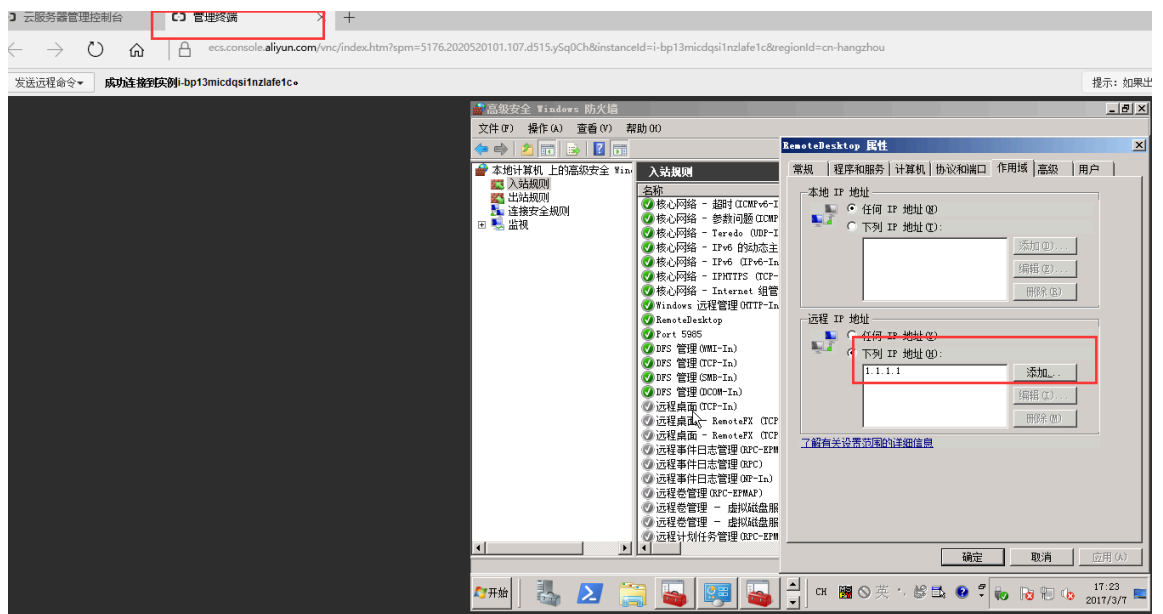 云服务器管理控制台
管理终端
ecs.console.aliyun.com/vnc/index.htm?spm=5176.2020520101.107.d515.ySq0Ch&instanceId=i-bp13micdqsi1nzlafe1c&regionId=cn-hangzhou
发送远程命令
成功连接到实例i-bp13micdqsi1nzlafe1c。
提示：如果出
高级安全 Windows 防火墙
文件(F) 操作(A) 查看(V) 帮助(H)
本地计算机 上的高级安全 Win
入站规则
出站规则
连接安全规则
监视
入站规则
名称
核心网络 - 超时(ICMPv6-I
核心网络 - 参数问题(ICMP
核心网络 - Teredo (UDP-I
核心网络 - IPv6 的动态主
核心网络 - IPv6 (IPv6-In
核心网络 - IPHTTPS (TCP-
核心网络 - Internet 组管
Windows 远程管理(HTTP-In
RemoteDesktop
Port 5985
DFS 管理(WMI-In)
DFS 管理(TCP-In)
DFS 管理(SMB-In)
DFS 管理(DCOM-In)
远程桌面(TCP-In)
远程桌面 - RemoteFX (TCP
远程桌面 - RemoteFX (TCP
远程事件日志管理(RPC-EPM
远程事件日志管理(RPC)
远程事件日志管理(NP-In)
远程卷管理(RPC-EPMAP)
远程卷管理 - 虚拟磁盘服
远程卷管理 - 虚拟磁盘服
远程计划任务管理(RPC-EPM
RemoteDesktop 属性
常规 程序和服务 计算机 协议和端口 作用域 高级 用户
本地 IP 地址
任何 IP 地址(N)
下列 IP 地址(T):
添加(D)...
编辑(E)...
删除(R)
远程 IP 地址
任何 IP 地址(Y)
下列 IP 地址(H):
1.1.1.1
添加...
编辑(I)...
删除(M)
了解有关设置范围的详细信息
确定 取消 应用(A)
开始
CH 英
17:23
2017/3/7